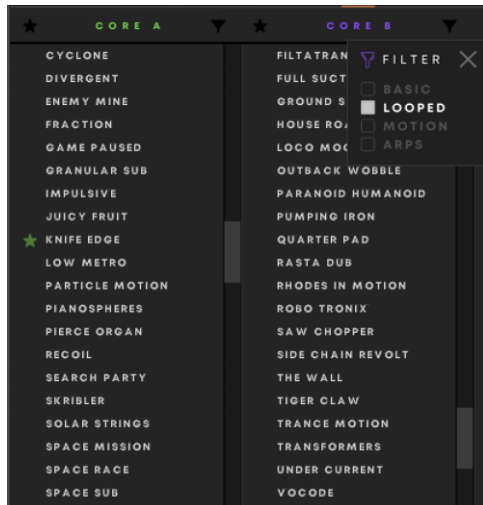 CORE A
CYCLONE
DIVERGENT
ENEMY MINE
FRACTION
GAME PAUSED
GRANULAR SUB
IMPULSIVE
JUICY FRUIT
KNIFE EDGE
LOW METRO
PARTICLE MOTION
PIANOSPHERES
PIERCE ORGAN
RECOIL
SEARCH PARTY
SKRIBLER
SOLAR STRINGS
SPACE MISSION
SPACE RACE
SPACE SUB
CORE B
FILTATRAN
FULL SUCT
GROUND S
HOUSE ROA
LOCO MOO
OUTBACK WOBBLE
PARANOID HUMANOID
PUMPING IRON
QUARTER PAD
RASTA DUB
RHODES IN MOTION
ROBO TRONIX
SAW CHOPPER
SIDE CHAIN REVOLT
THE WALL
TIGER CLAW
TRANCE MOTION
TRANSFORMERS
UNDER CURRENT
VOCODE
FILTER
BASIC
LOOPED
MOTION
ARPS